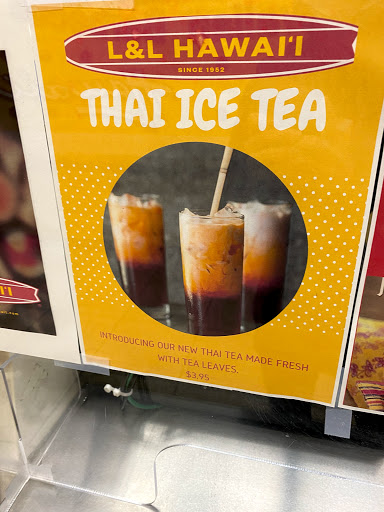 L&L HAWAI'I
SINCE 1952
THAI ICE TEA
INTRODUCING OUR NEW THAI TEA MADE FRESH
WITH TEA LEAVES.
$3.95